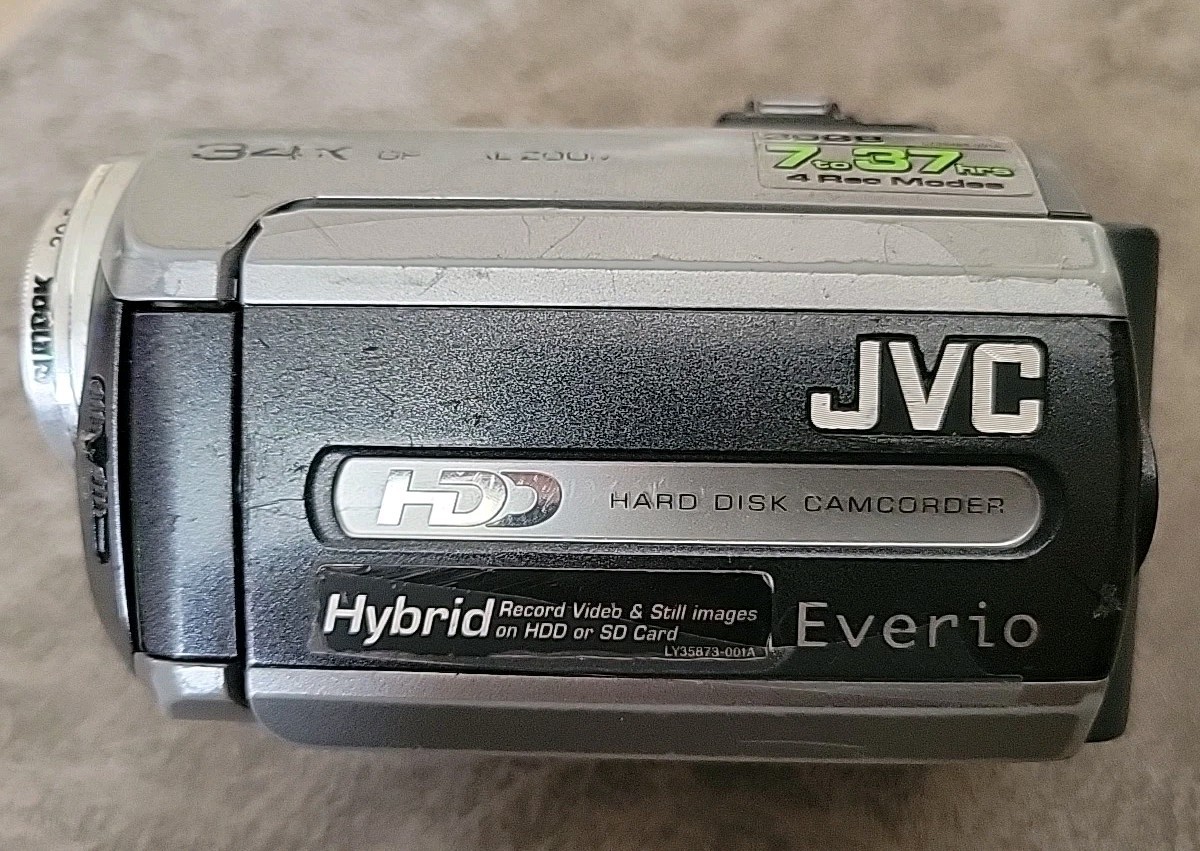 34X
7 to 37 hrs
4 Rec Modes
JVC
HDD HARD DISK CAMCORDER
Hybrid Record Video & Still images
on HDD or SD Card
LY35873-001A
Everio